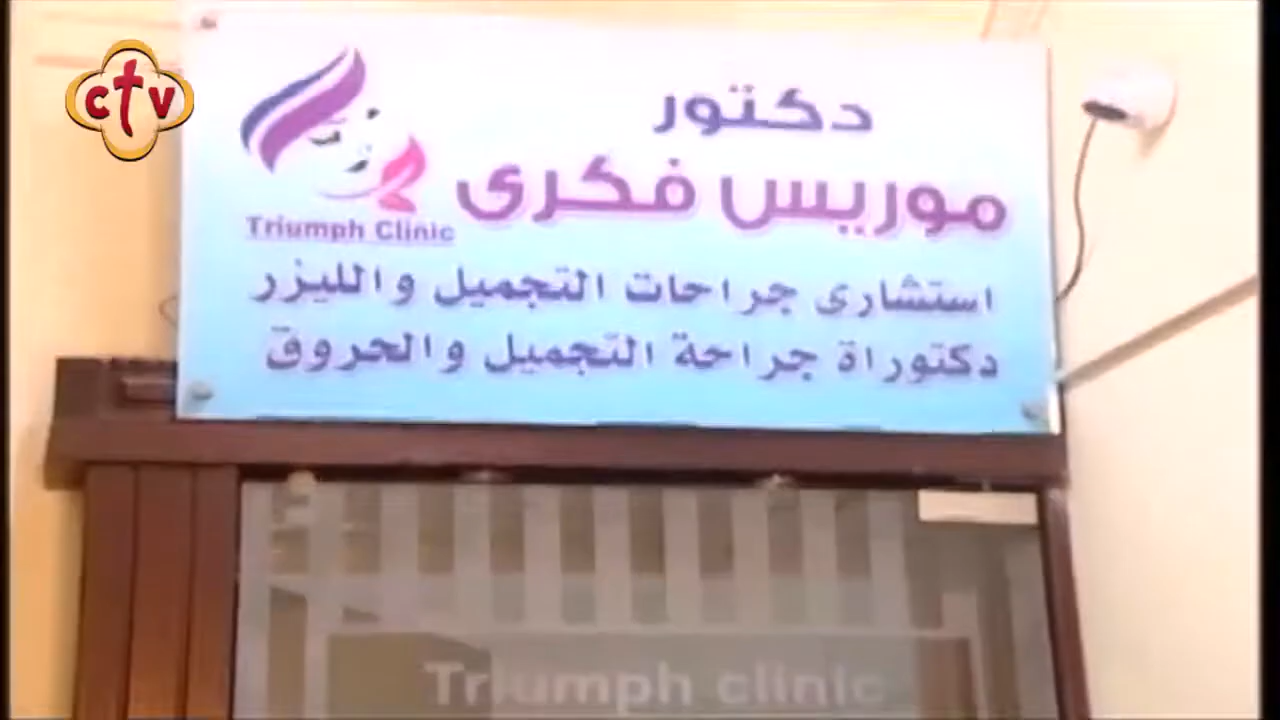 CTV
دكتور
موريس فكرى
Triumph Clinic
استشارى جراحات التجميل والليزر
دكتوراة جراحة التجميل والحروق
Triumph clinic